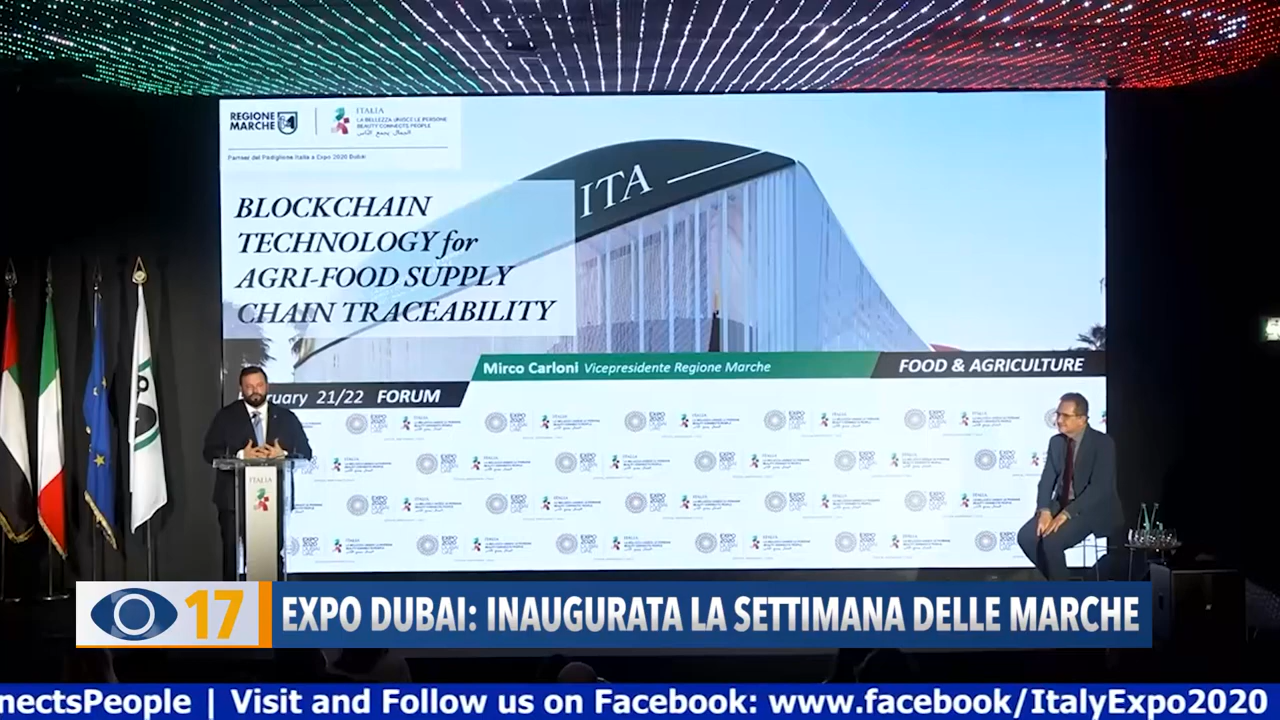 REGIONE
MARCHE
ITALIA
LA BELLEZZA UNISCE LE PERSONE
BEAUTY CONNECTS PEOPLE
الجمال يجمع الناس
Partner del Padiglione Italia a Expo 2020 Dubai
ITA
BLOCKCHAIN
TECHNOLOGY for
AGRI-FOOD SUPPLY
CHAIN TRACEABILITY
Mirco Carloni Vicepresidente Regione Marche
FOOD & AGRICULTURE
21/22 FORUM
ITALIA
17
EXPO DUBAI: INAUGURATA LA SETTIMANA DELLE MARCHE
nnectsPeople | Visit and Follow us on Facebook: www.facebook/ItalyExpo2020